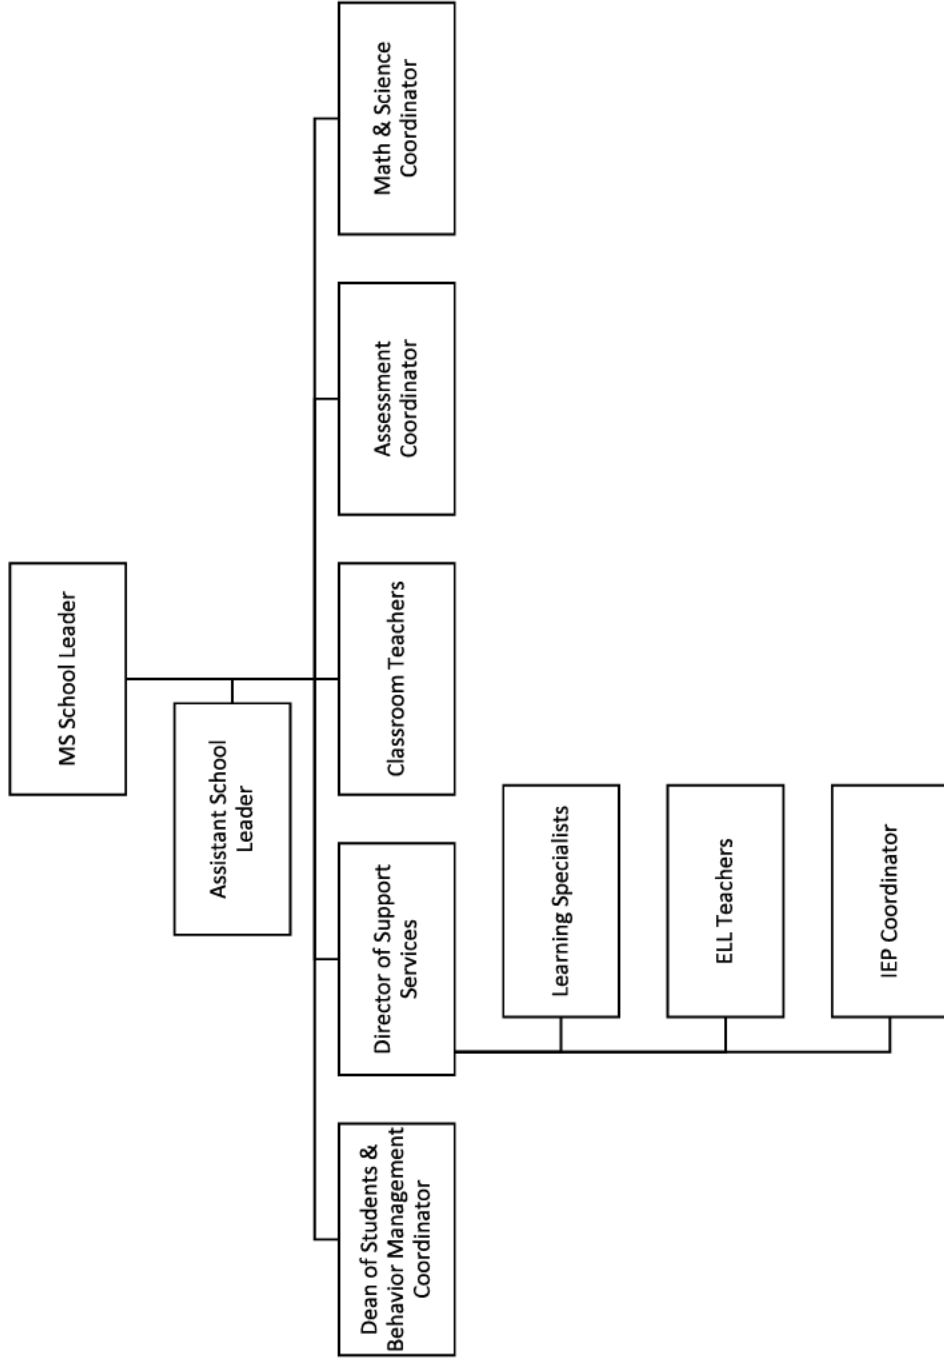 MS School Leader
Assistant School
Leader
Dean of Students &
Behavior Management
Coordinator
Director of Support
Services
Classroom Teachers
Assessment
Coordinator
Math & Science
Coordinator
Learning Specialists
ELL Teachers
IEP Coordinator